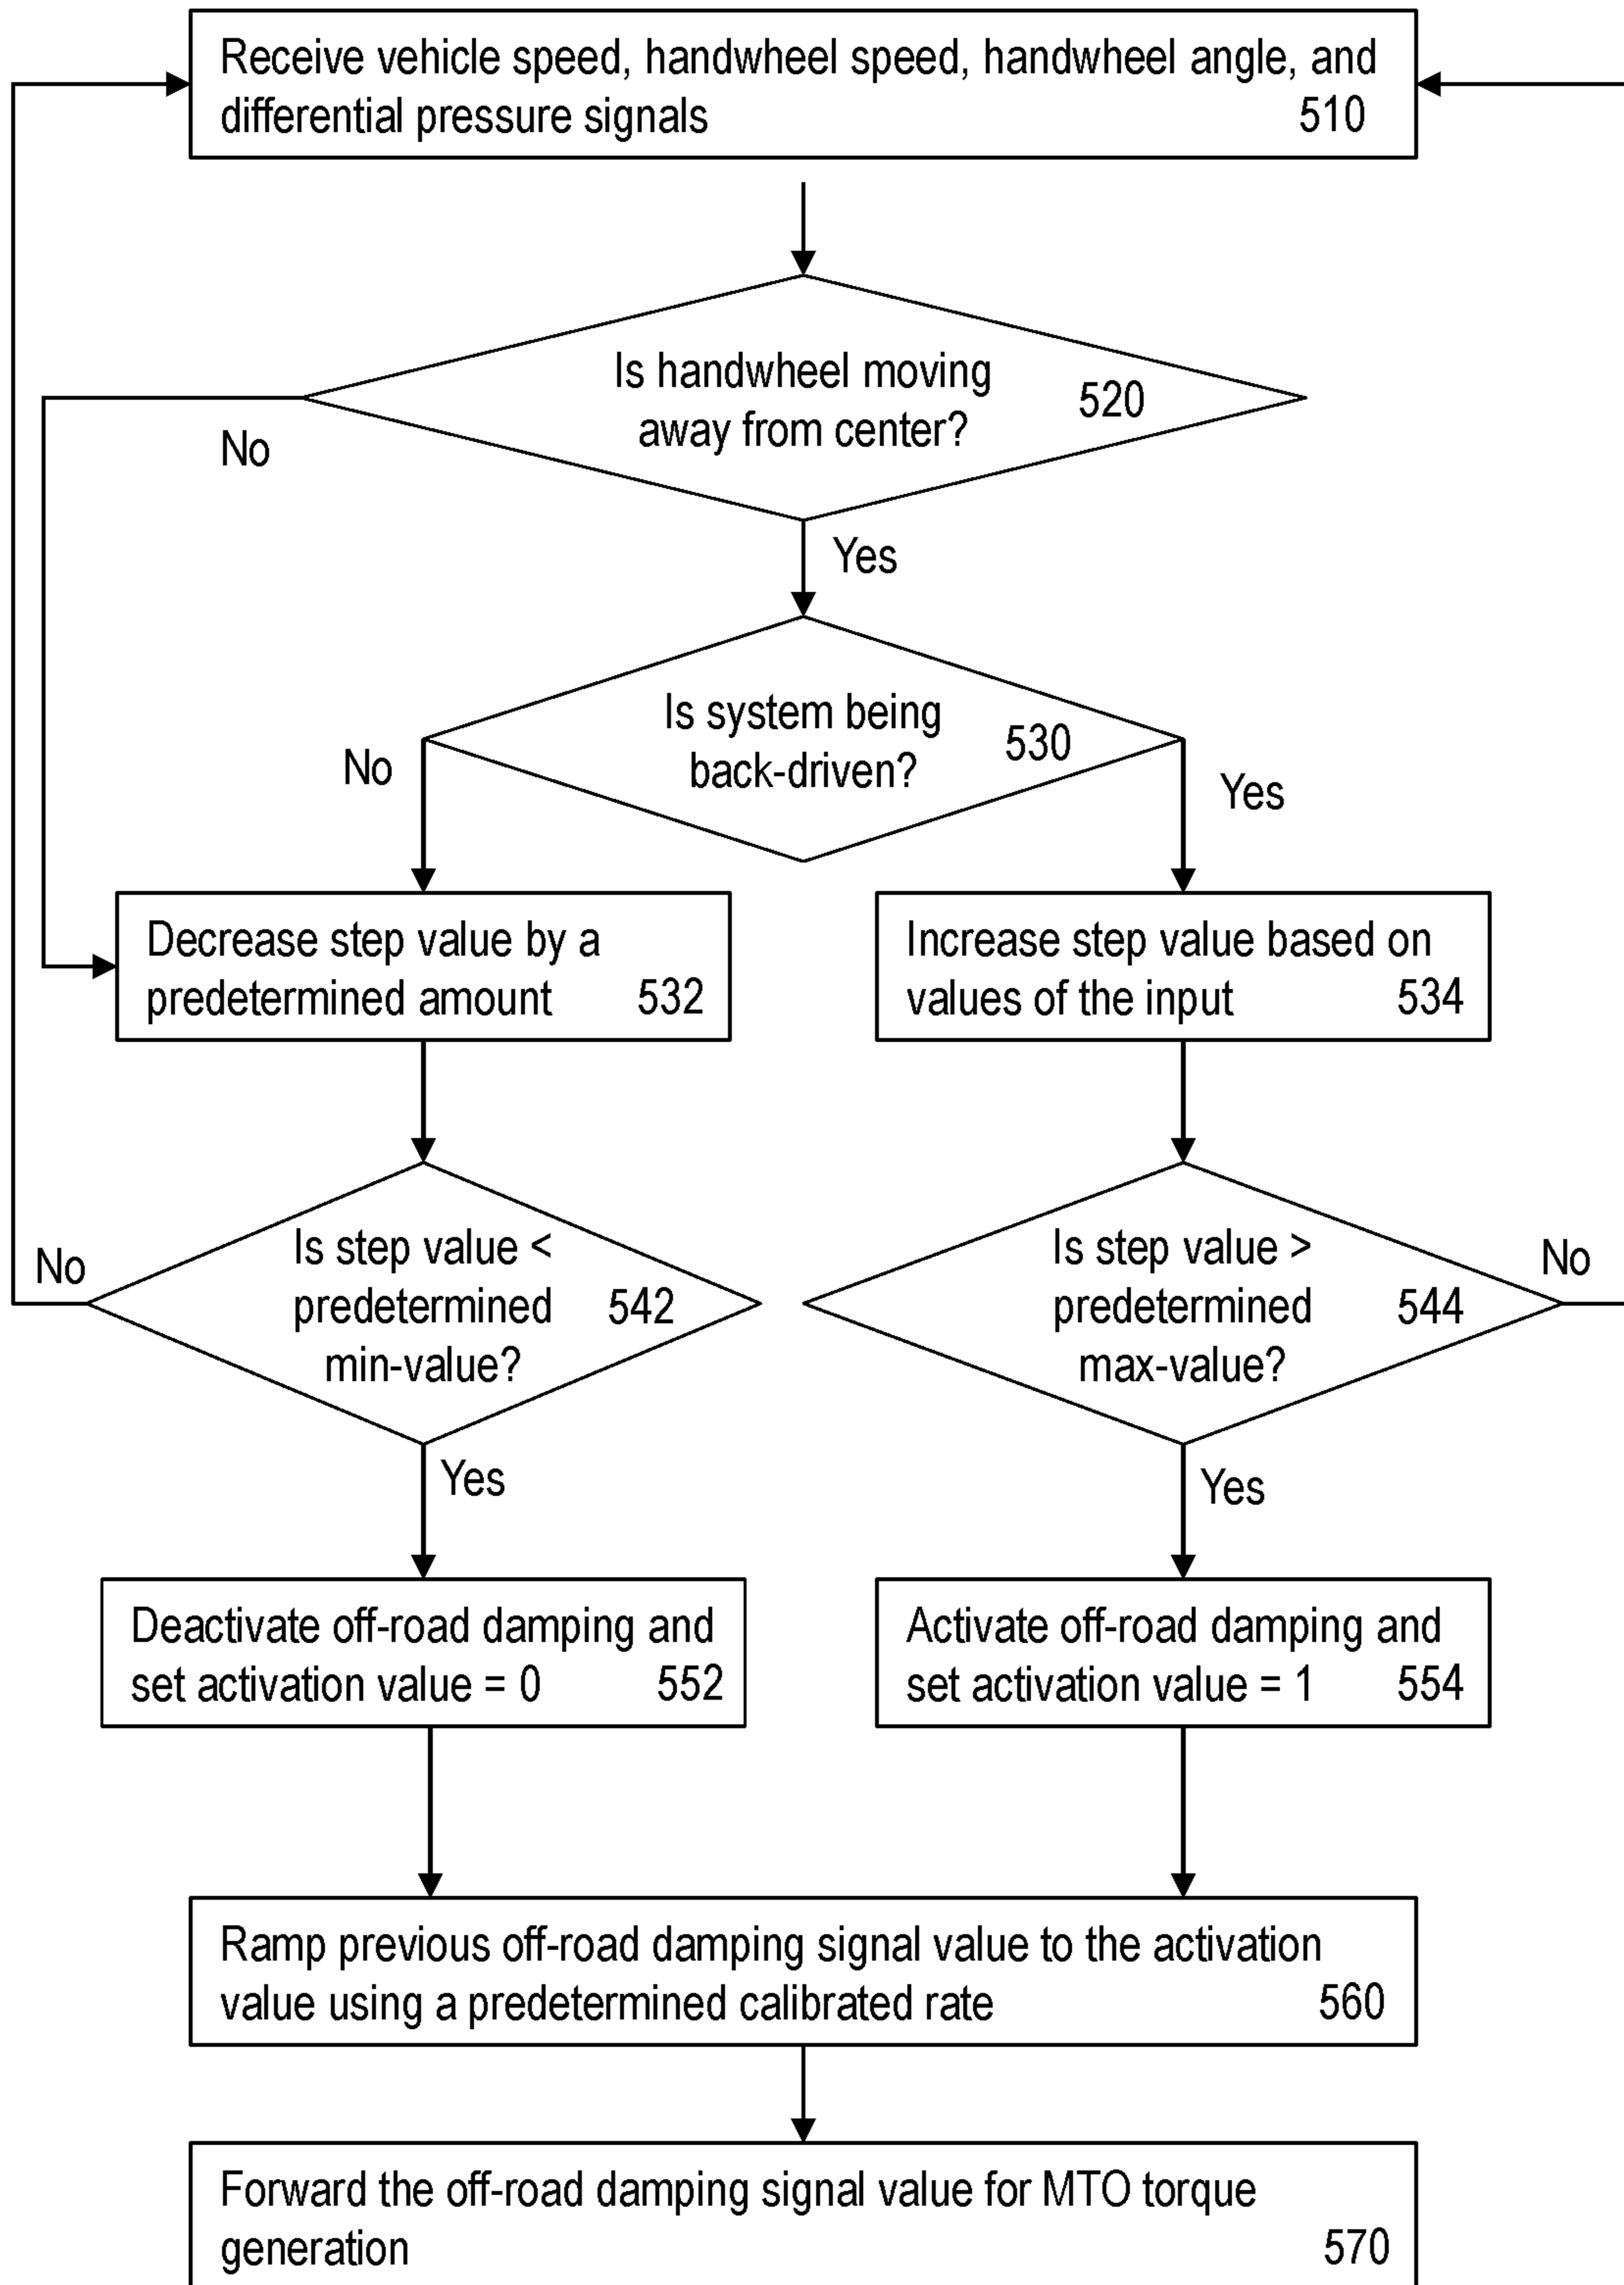 Receive vehicle speed, handwheel speed, handwheel angle, and
differential pressure signals 510
Is handwheel moving
away from center? 520
No
Yes
Is system being
back-driven? 530
No
Yes
Decrease step value by a
predetermined amount 532
Increase step value based on
values of the input 534
Is step value <
predetermined 542
min-value?
No
Is step value >
predetermined 544
max-value?
No
Yes
Yes
Deactivate off-road damping and
set activation value = 0 552
Activate off-road damping and
set activation value = 1 554
Ramp previous off-road damping signal value to the activation
value using a predetermined calibrated rate 560
Forward the off-road damping signal value for MTO torque
generation 570